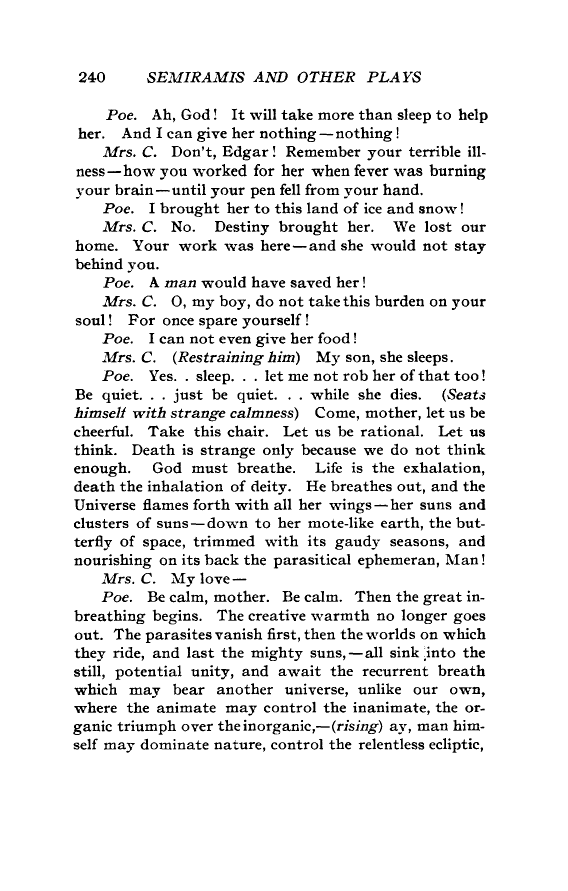 240 SEMIRAMIS AND OTHER PLAYS
Poe. Ah, God! It will take more than sleep to help
her. And I can give her nothing—nothing!
Mrs. C. Don't, Edgar! Remember your terrible ill-
ness—how you worked for her when fever was burning
your brain—until your pen fell from your hand.
Poe. I brought her to this land of ice and snow!
Mrs. C. No. Destiny brought her. We lost our
home. Your work was here—and she would not stay
behind you.
Poe. A man would have saved her!
Mrs. C. O, my boy, do not take this burden on your
soul! For once spare yourself!
Poe. I can not even give her food!
Mrs. C. (Restraining him) My son, she sleeps.
Poe. Yes. . sleep. . . let me not rob her of that too!
Be quiet. . . just be quiet. . . while she dies. (Seats
himself with strange calmness) Come, mother, let us be
cheerful. Take this chair. Let us be rational. Let us
think. Death is strange only because we do not think
enough. God must breathe. Life is the exhalation,
death the inhalation of deity. He breathes out, and the
Universe flames forth with all her wings—her suns and
clusters of suns—down to her mote-like earth, the but-
terfly of space, trimmed with its gaudy seasons, and
nourishing on its back the parasitical ephemeran, Man!
Mrs. C. My love—
Poe. Be calm, mother. Be calm. Then the great in-
breathing begins. The creative warmth no longer goes
out. The parasites vanish first, then the worlds on which
they ride, and last the mighty suns,—all sink into the
still, potential unity, and await the recurrent breath
which may bear another universe, unlike our own,
where the animate may control the inanimate, the or-
ganic triumph over the inorganic,—(rising) ay, man him-
self may dominate nature, control the relentless ecliptic,